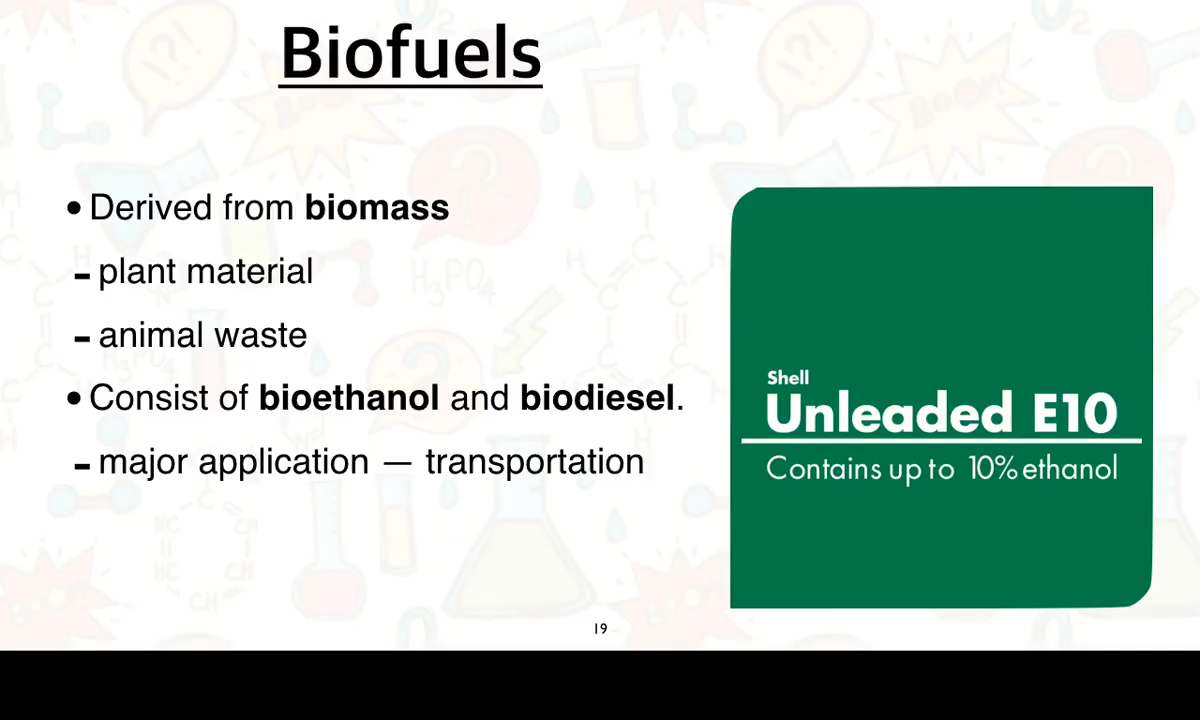 Biofuels
• Derived from biomass
- plant material
- animal waste
• Consist of bioethanol and biodiesel.
- major application — transportation
Shell
Unleaded E10
Contains up to 10% ethanol
H₃PO₄
19